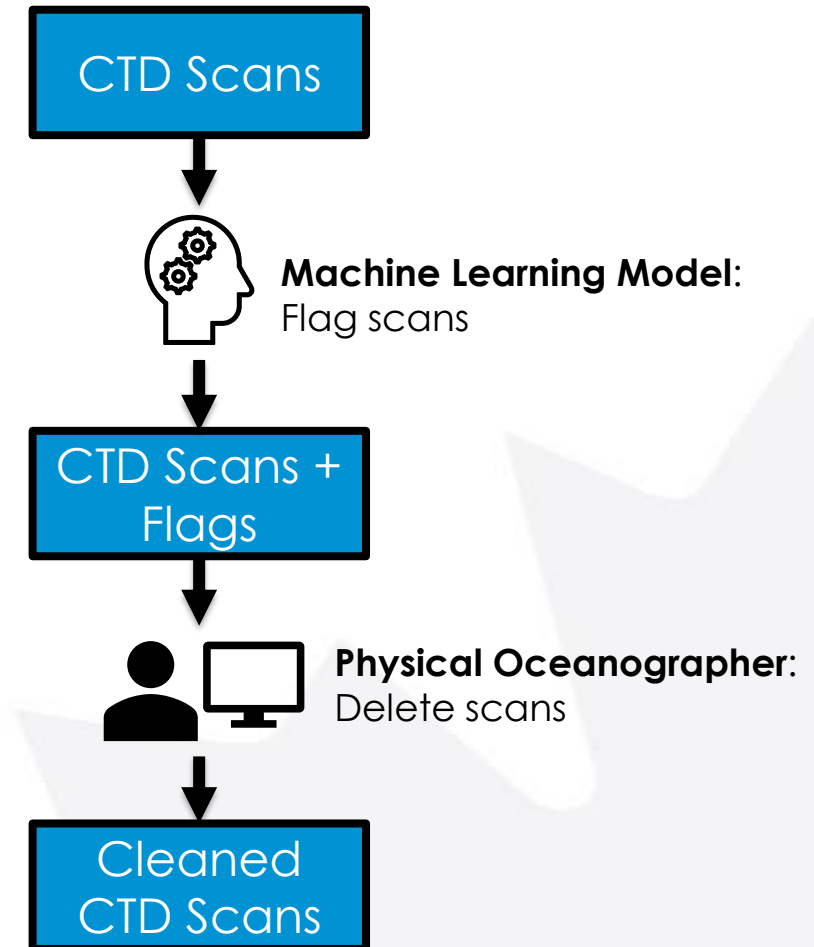 CTD Scans
Machine Learning Model:
Flag scans
CTD Scans +
Flags
Physical Oceanographer:
Delete scans
Cleaned
CTD Scans